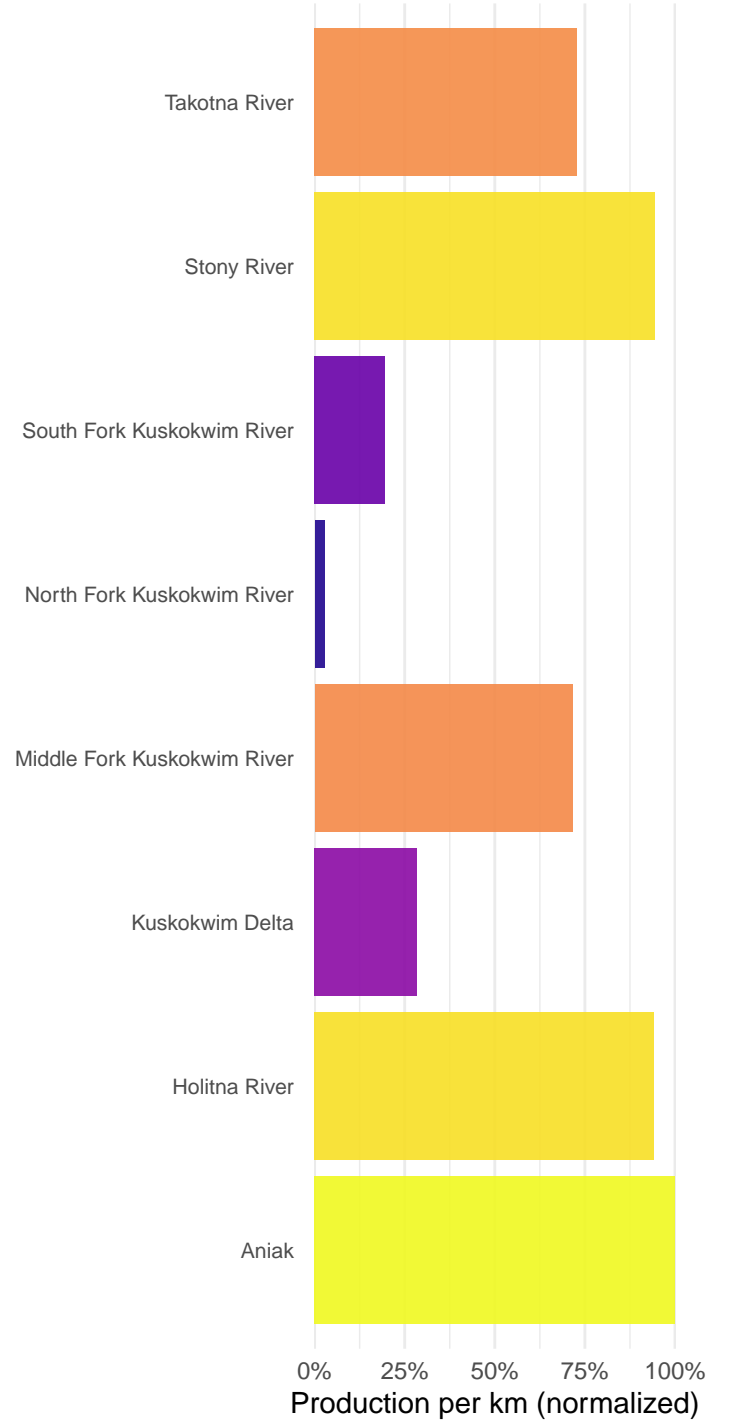 Takotna River
Stony River
South Fork Kuskokwim River
North Fork Kuskokwim River
Middle Fork Kuskokwim River
Kuskokwim Delta
Holitna River
Aniak
0% 25% 50% 75% 100%
Production per km (normalized)